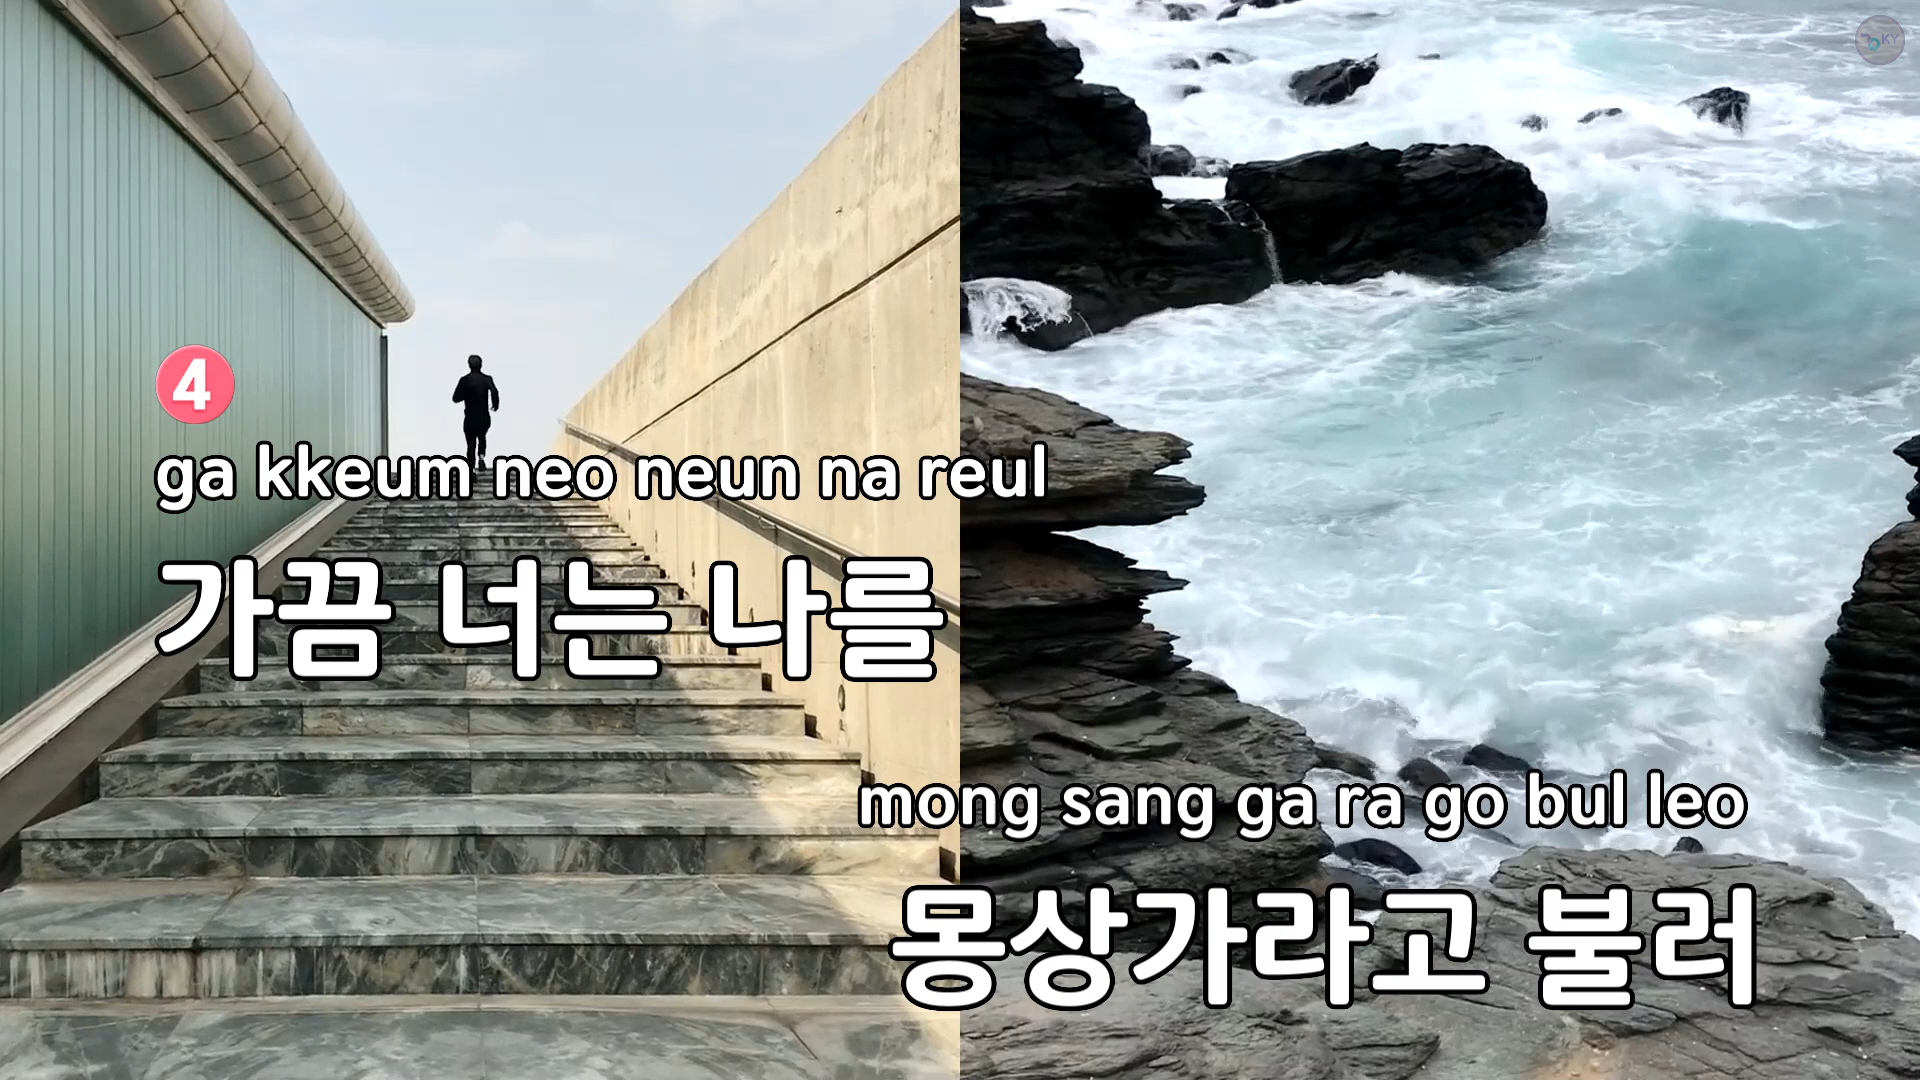 4
ga kkeum neo neun na reul
가끔 너는 나를
mong sang ga ra go bul leo
몽상가라고 불러
KY